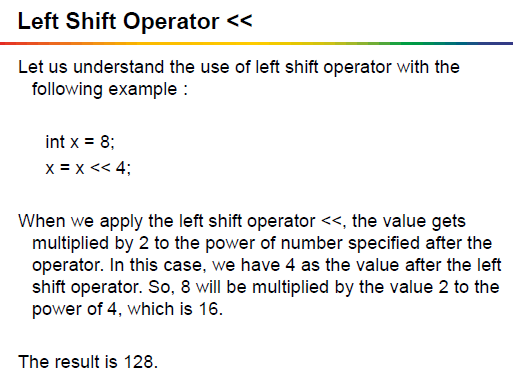 Left Shift Operator <<
Let us understand the use of left shift operator with the
following example :
int x = 8;
x = x << 4;
When we apply the left shift operator <<, the value gets
multiplied by 2 to the power of number specified after the
operator. In this case, we have 4 as the value after the left
shift operator. So, 8 will be multiplied by the value 2 to the
power of 4, which is 16.
The result is 128.